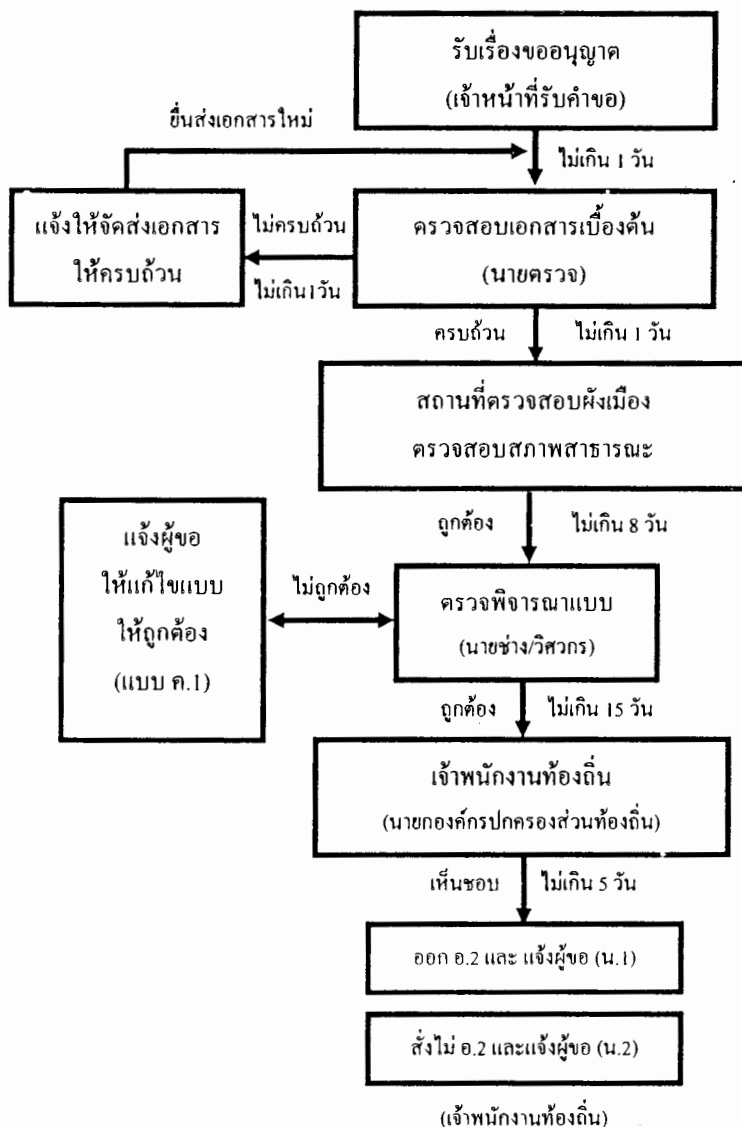 รับเรื่องขออนุญาต
(เจ้าหน้าที่รับคำขอ)
ยื่นส่งเอกสารใหม่
ไม่เกิน 1 วัน
แจ้งให้จัดส่งเอกสาร
ให้ครบถ้วน
ไม่ครบถ้วน
ไม่เกิน1วัน
ตรวจสอบเอกสารเบื้องต้น
(นายตรวจ)
ครบถ้วน ไม่เกิน 1 วัน
สถานที่ตรวจสอบผังเมือง
ตรวจสอบสภาพสาธารณะ
ถูกต้อง ไม่เกิน 8 วัน
แจ้งผู้ขอ
ให้แก้ไขแบบ
ให้ถูกต้อง
(แบบ ค.1)
ไม่ถูกต้อง
ตรวจพิจารณาแบบ
(นายช่าง/วิศวกร)
ถูกต้อง ไม่เกิน 15 วัน
เจ้าพนักงานท้องถิ่น
(นายกองค์กรปกครองส่วนท้องถิ่น)
เห็นชอบ ไม่เกิน 5 วัน
ออก อ.2 และ แจ้งผู้ขอ (น.1)
สั่งไม่ อ.2 และแจ้งผู้ขอ (น.2)
(เจ้าพนักงานท้องถิ่น)